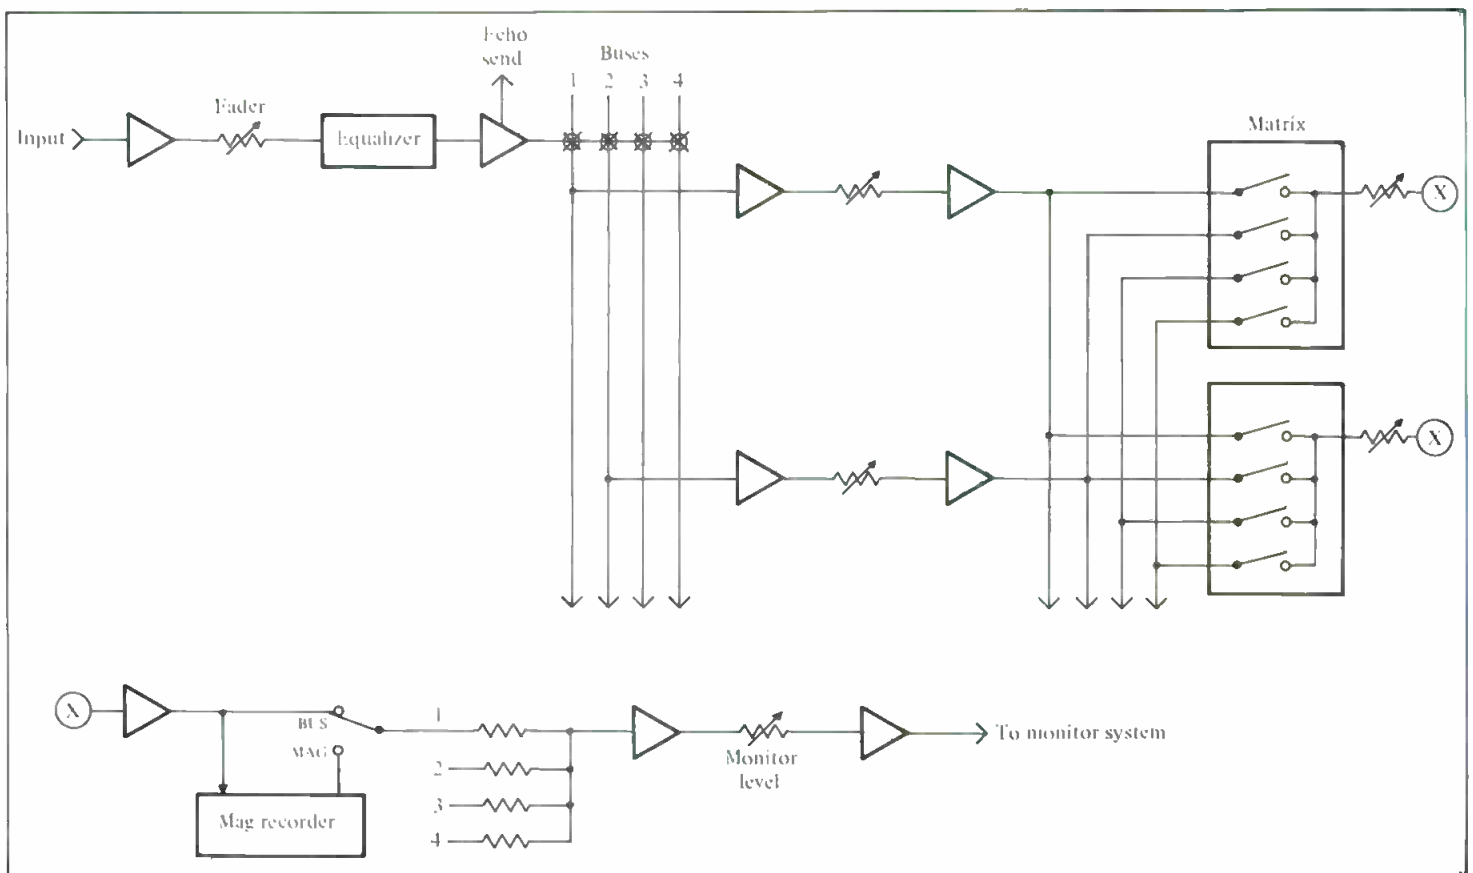 Echo
send
Buses
1 2 3 4
Fader
Input
Equalizer
Matrix
X
X
X
BUS
MAG
Mag recorder
1
2
3
4
Monitor
level
To monitor system